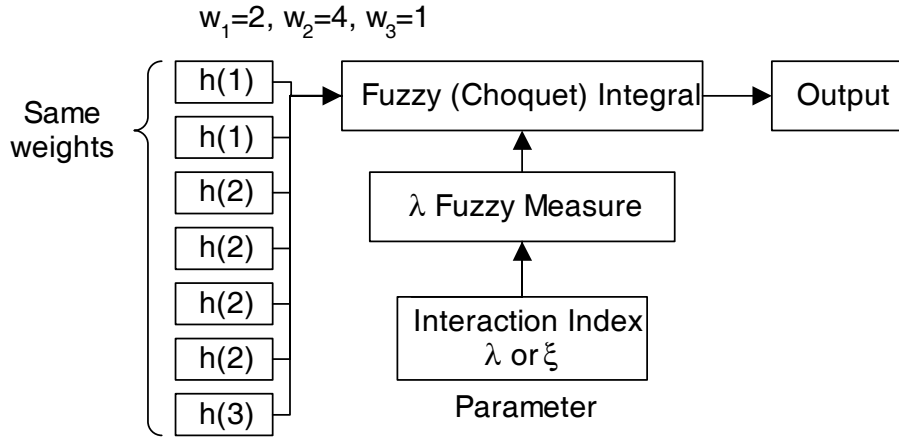 w₁=2, w₂=4, w₃=1
Same
weights
h(1)
h(1)
h(2)
h(2)
h(2)
h(2)
h(3)
Fuzzy (Choquet) Integral
Output
λ Fuzzy Measure
Interaction Index
λ or ξ
Parameter